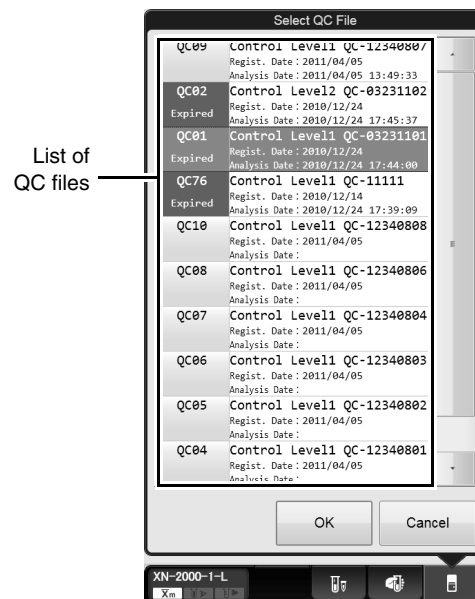 Select QC File
QC09 Control Level1 QC-12340807
Regist. Date：2011/04/05
Analysis Date：2011/04/05 13:49:33
QC02 Control Level2 QC-03231102
Expired Regist. Date：2010/12/24
Analysis Date：2010/12/24 17:45:37
QC01 Control Level1 QC-03231101
Expired Regist. Date：2010/12/24
Analysis Date：2010/12/24 17:44:00
List of
QC files
QC76 Control Level1 QC-11111
Expired Regist. Date：2010/12/14
Analysis Date：2010/12/24 17:39:09
QC10 Control Level1 QC-12340808
Regist. Date：2011/04/05
Analysis Date：
QC08 Control Level1 QC-12340806
Regist. Date：2011/04/05
Analysis Date：
QC07 Control Level1 QC-12340804
Regist. Date：2011/04/05
Analysis Date：
QC06 Control Level1 QC-12340803
Regist. Date：2011/04/05
Analysis Date：
QC05 Control Level1 QC-12340802
Regist. Date：2011/04/05
Analysis Date：
QC04 Control Level1 QC-12340801
Regist. Date：2011/04/05
Analysis Date：
OK Cancel
XN-2000-1-L
Xm